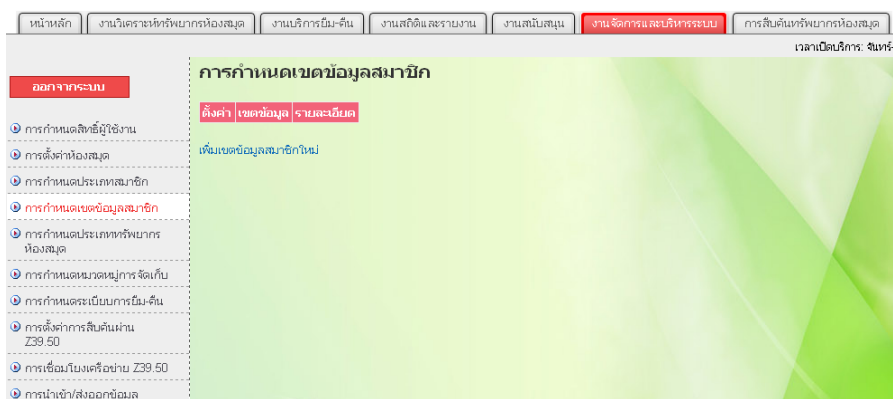 หน้าหลัก งานวิเคราะห์ทรัพยากรห้องสมุด งานบริการยืม-คืน งานสถิติและรายงาน งานสนับสนุน งานจัดการและบริหารระบบ การสืบค้นทรัพยากรห้องสมุด
เวลาเปิดบริการ: จันทร์-
ออกจากระบบ
การกำหนดสิทธิ์ผู้ใช้งาน
การตั้งค่าห้องสมุด
การกำหนดประเภทสมาชิก
การกำหนดเขตข้อมูลสมาชิก
การกำหนดประเภททรัพยากร
ห้องสมุด
การกำหนดหมวดหมู่การจัดเก็บ
การกำหนดระเบียบการยืม-คืน
การตั้งค่าการสืบค้นผ่าน
Z39.50
การเชื่อมโยงเครือข่าย Z39.50
การนำเข้า/ส่งออกข้อมูล
การกำหนดเขตข้อมูลสมาชิก
ตั้งค่า เขตข้อมูล รายละเอียด
เพิ่มเขตข้อมูลสมาชิกใหม่